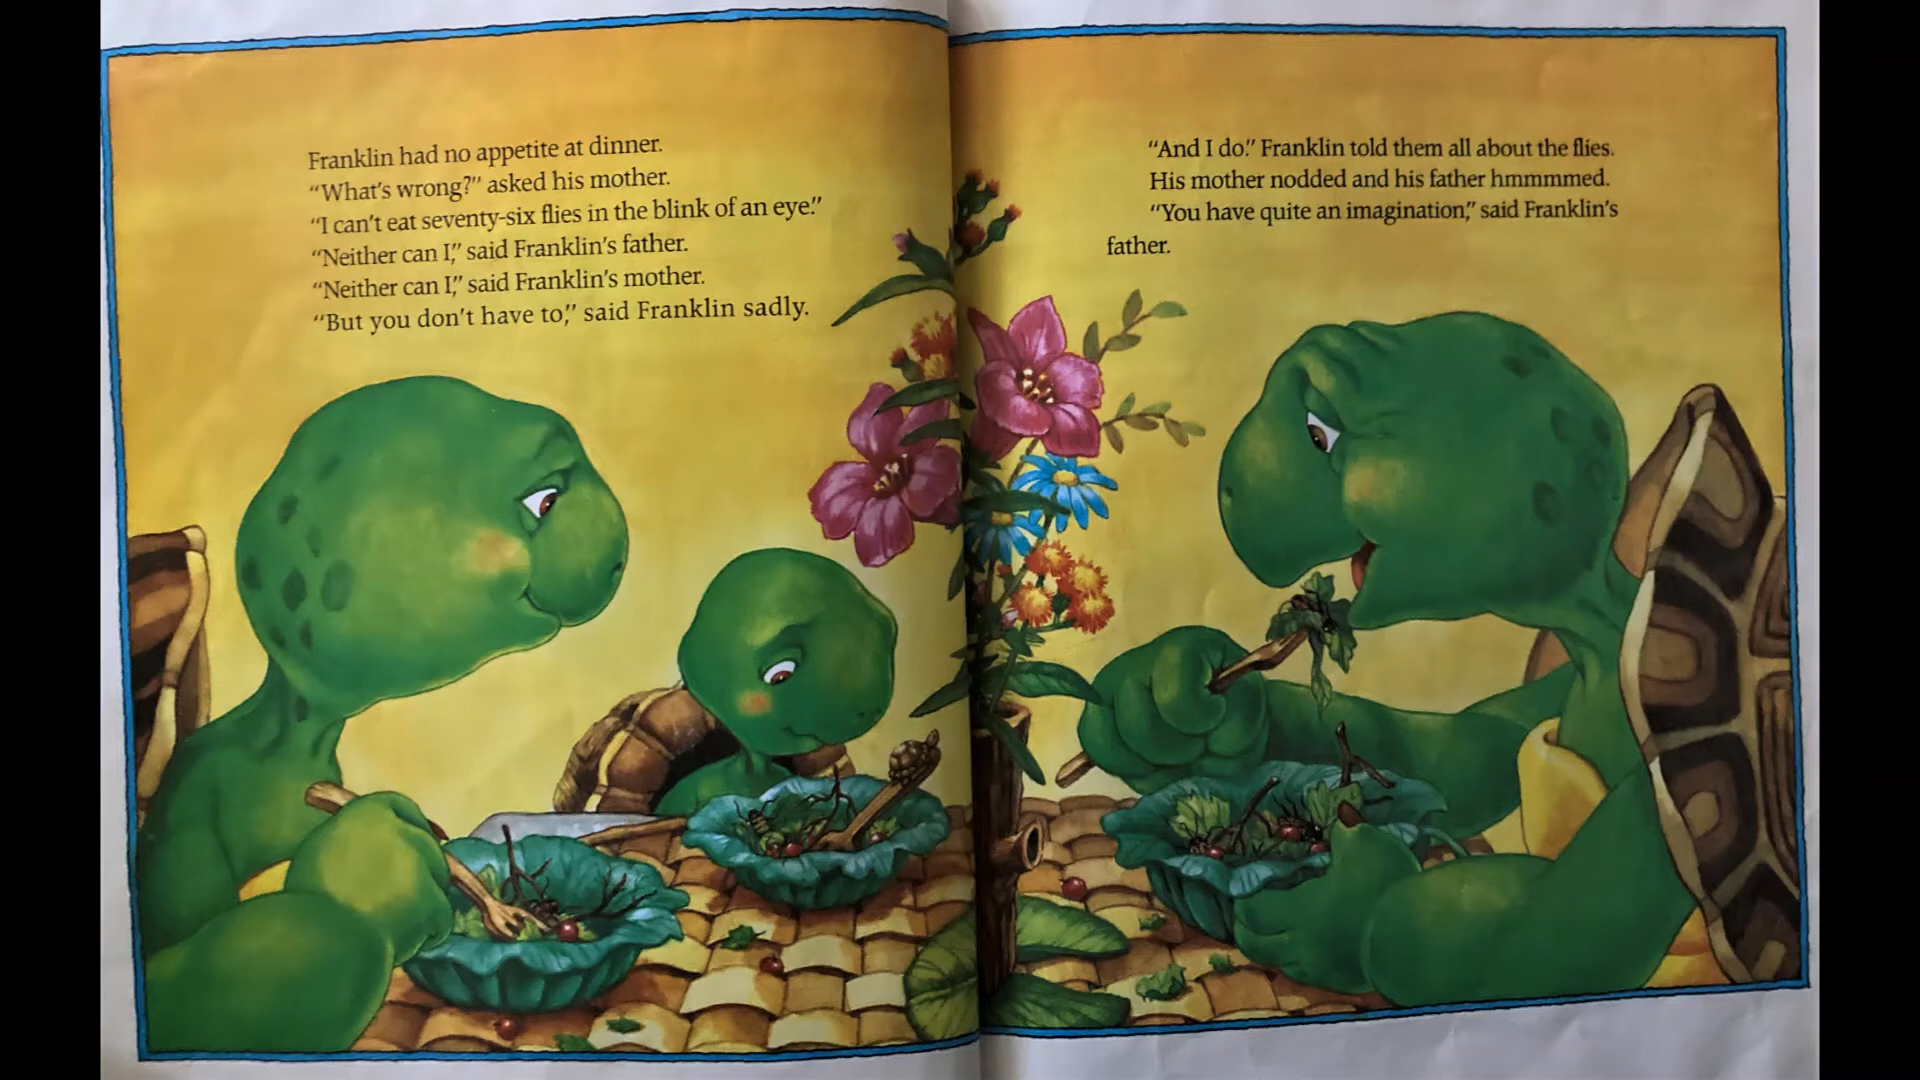 Franklin had no appetite at dinner.
“What's wrong?” asked his mother.
“I can't eat seventy-six flies in the blink of an eye.”
“Neither can I,” said Franklin's father.
“Neither can I,” said Franklin's mother.
“But you don't have to,” said Franklin sadly.
“And I do.” Franklin told them all about the flies.
His mother nodded and his father hmmmmed.
“You have quite an imagination,” said Franklin's
father.